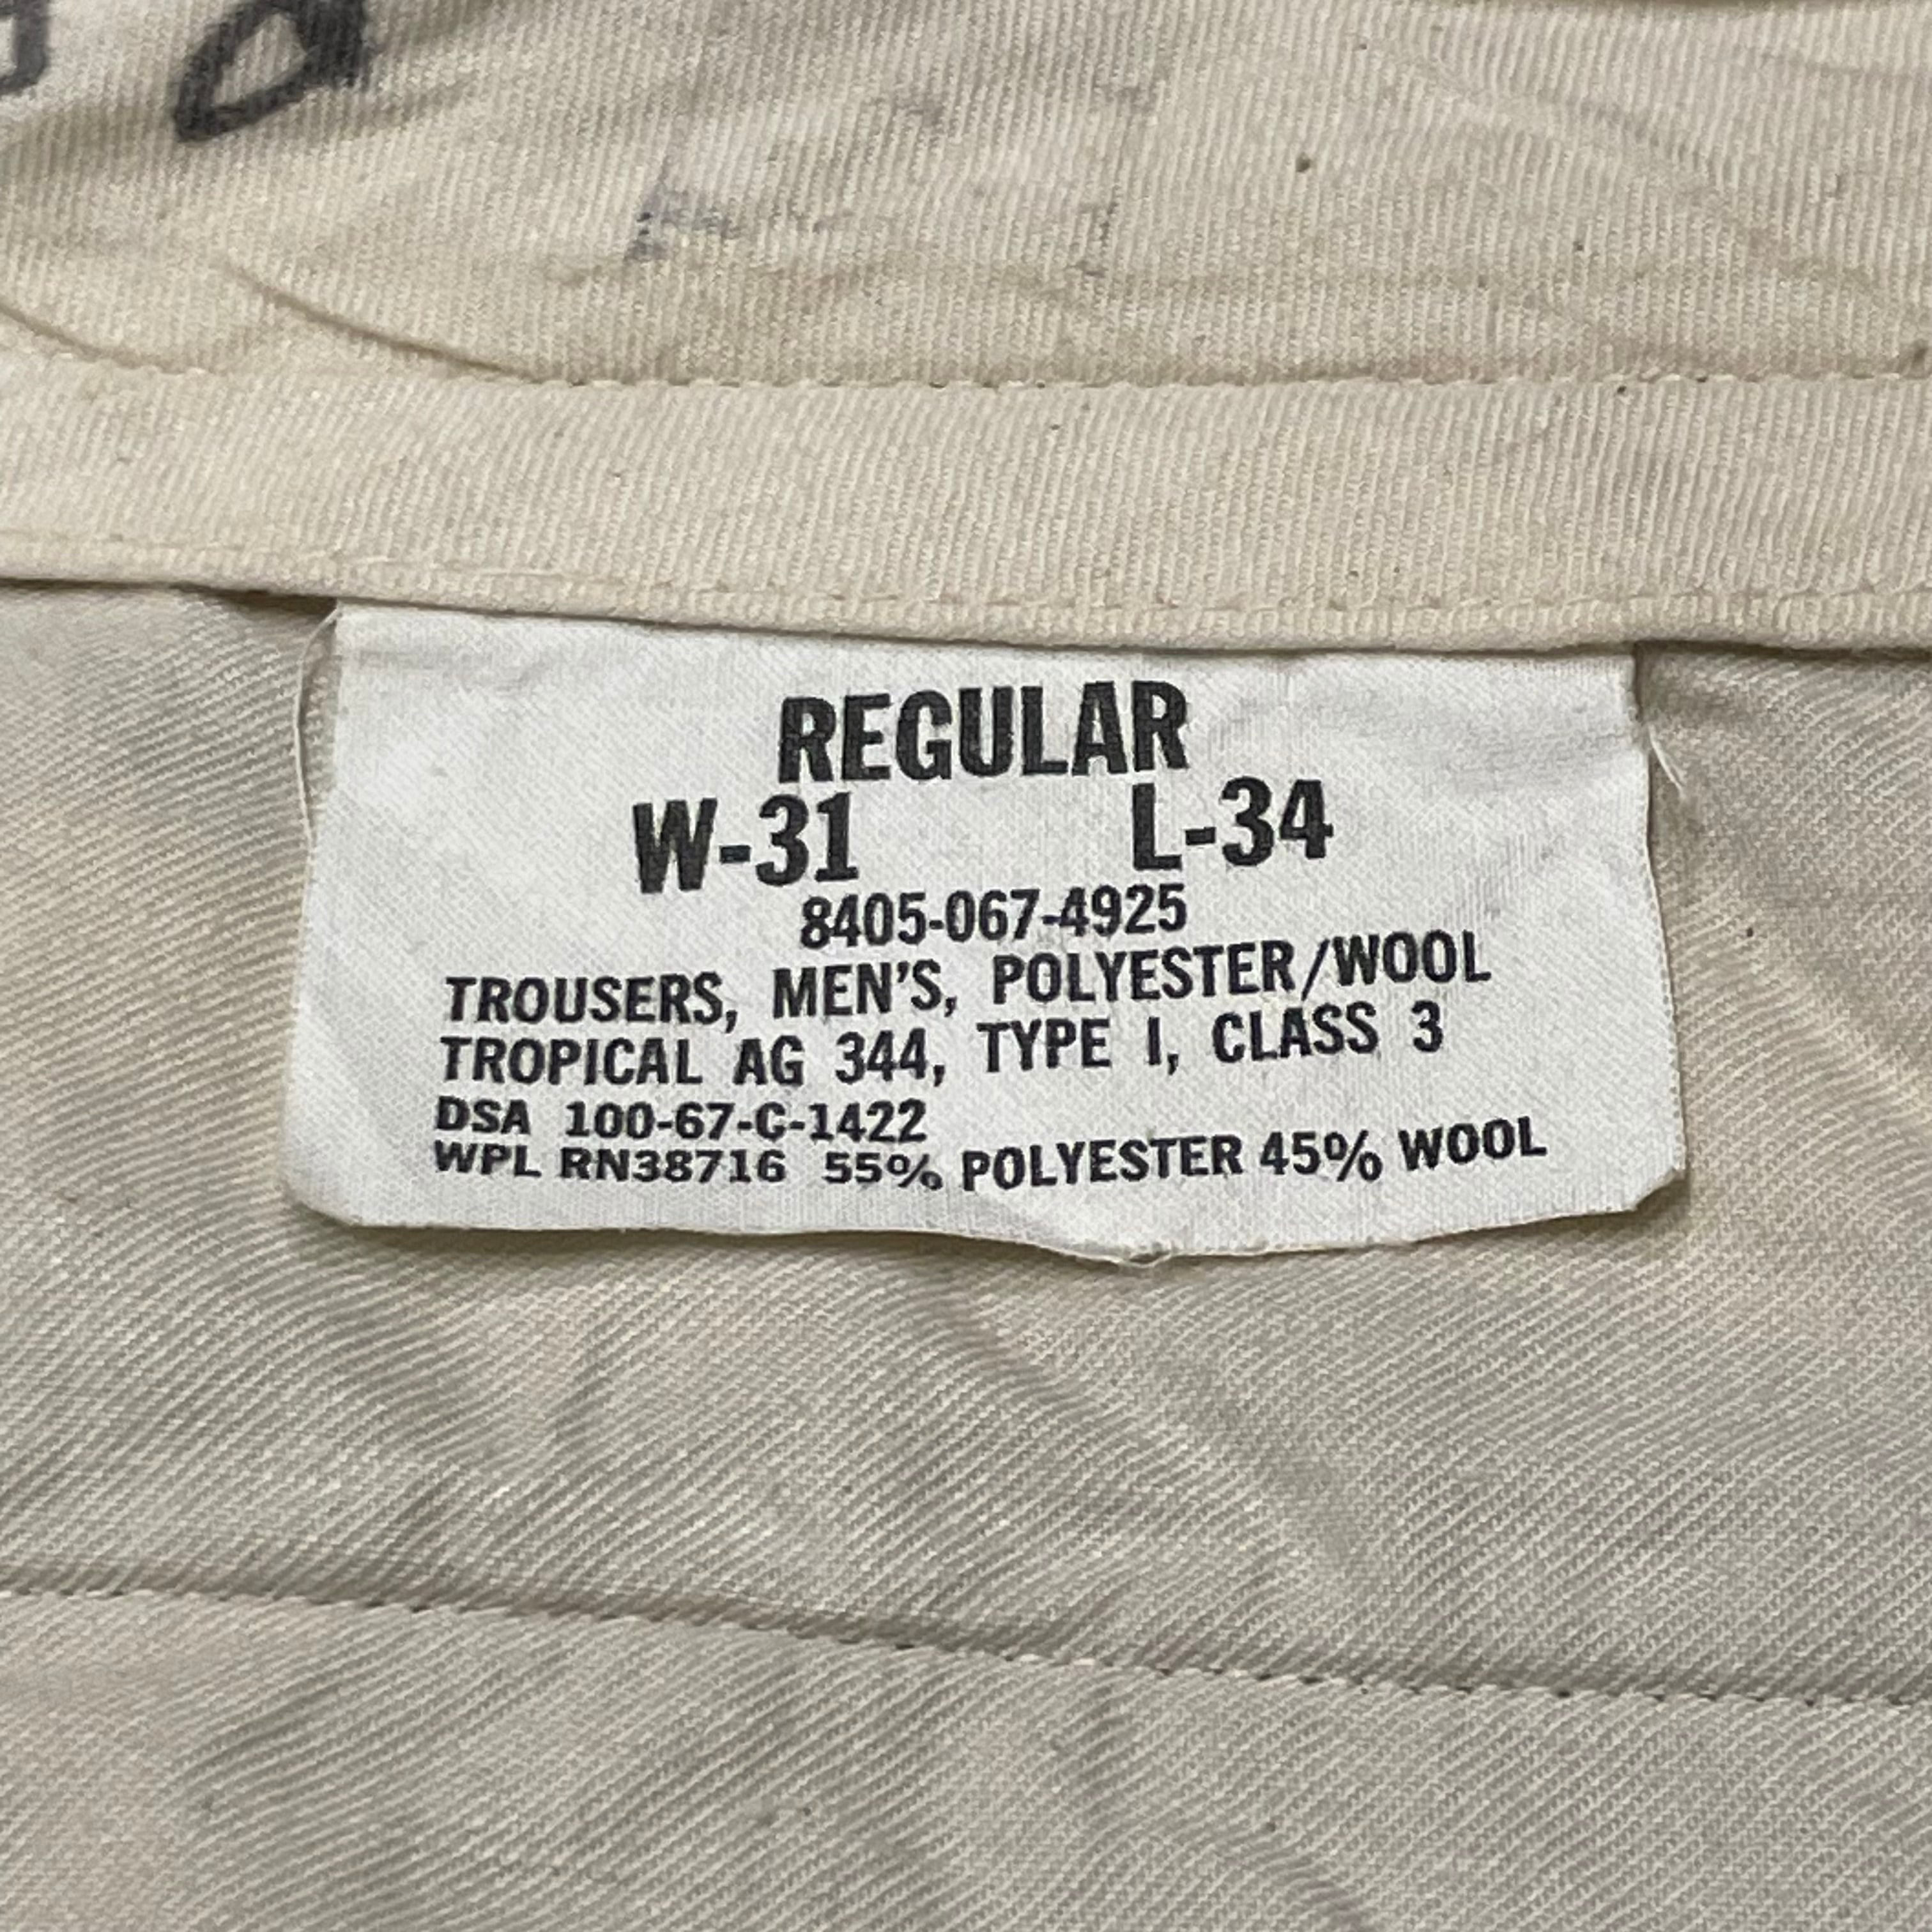 REGULAR
W-31 L-34
8405-067-4925
TROUSERS, MEN'S, POLYESTER/WOOL
TROPICAL AG 344, TYPE I, CLASS 3
DSA 100-67-C-1422
WPL RN38716 55% POLYESTER 45% WOOL